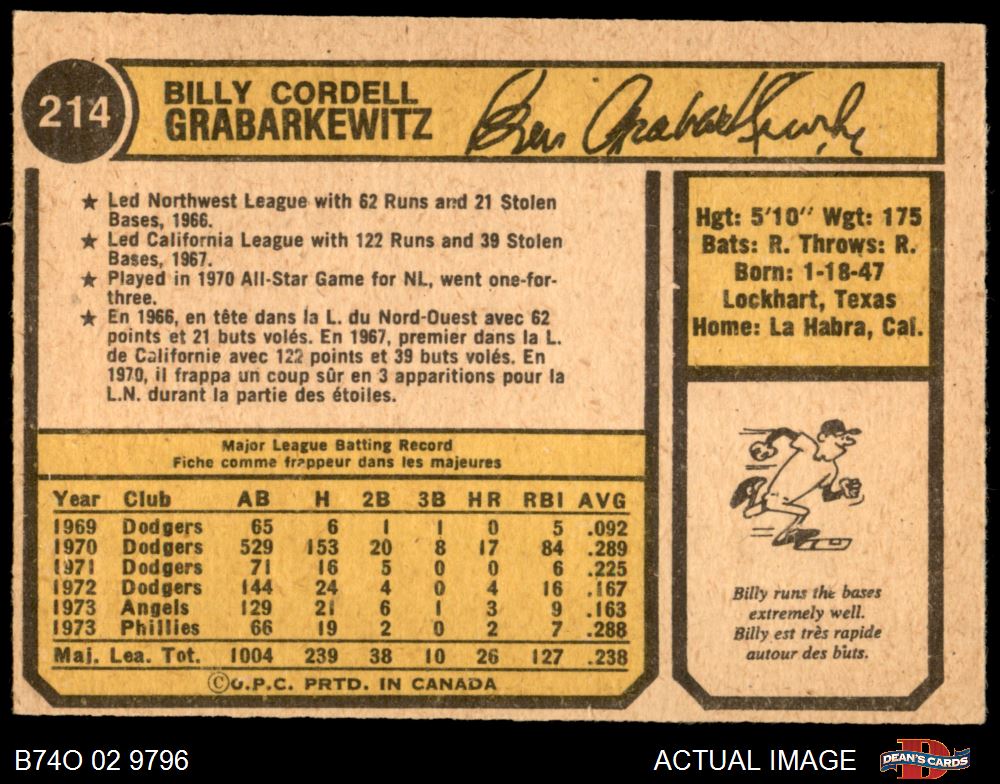 214
BILLY CORDELL
GRABARKEWITZ
★ Led Northwest League with 62 Runs and 21 Stolen
Bases, 1966.
★ Led California League with 122 Runs and 39 Stolen
Bases, 1967.
★ Played in 1970 All-Star Game for NL, went one-for-
three.
★ En 1966, en tête dans la L. du Nord-Ouest avec 62
points et 21 buts volés. En 1967, premier dans la L.
de Californie avec 122 points et 39 buts volés. En
1970, il frappa un coup sûr en 3 apparitions pour la
L.N. durant la partie des étoiles.
Hgt: 5'10" Wgt: 175
Bats: R. Throws: R.
Born: 1-18-47
Lockhart, Texas
Home: La Habra, Cal.
Major League Batting Record
Fiche comme frappeur dans les majeures
Year Club AB H 2B 3B HR RBI AVG
1969 Dodgers 65 6 1 1 0 5 .092
1970 Dodgers 529 153 20 8 17 84 .289
1971 Dodgers 71 16 5 0 0 6 .225
1972 Dodgers 144 24 4 0 4 16 .167
1973 Angels 129 21 6 1 3 9 .163
1973 Phillies 66 19 2 0 2 7 .288
Maj. Lea. Tot. 1004 239 38 10 26 127 .238
©O.P.C. PRTD. IN CANADA
Billy runs the bases
extremely well.
Billy est très rapide
autour des buts.
B74O 02 9796
ACTUAL IMAGE
DEAN'S CARDS